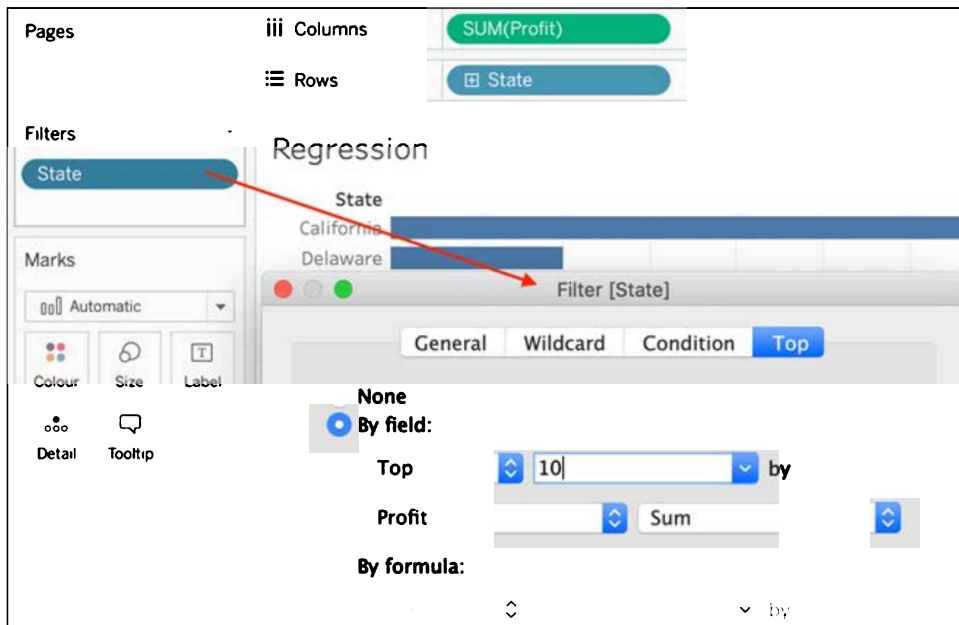 Pages
Columns
SUM(Profit)
Rows
State
Filters
State
Regression
State
California
Delaware
Marks
Automatic
Filter [State]
General Wildcard Condition Top
Colour Size Label
Detail Tooltip
None
By field:
Top 10 by
Profit Sum
By formula:
by